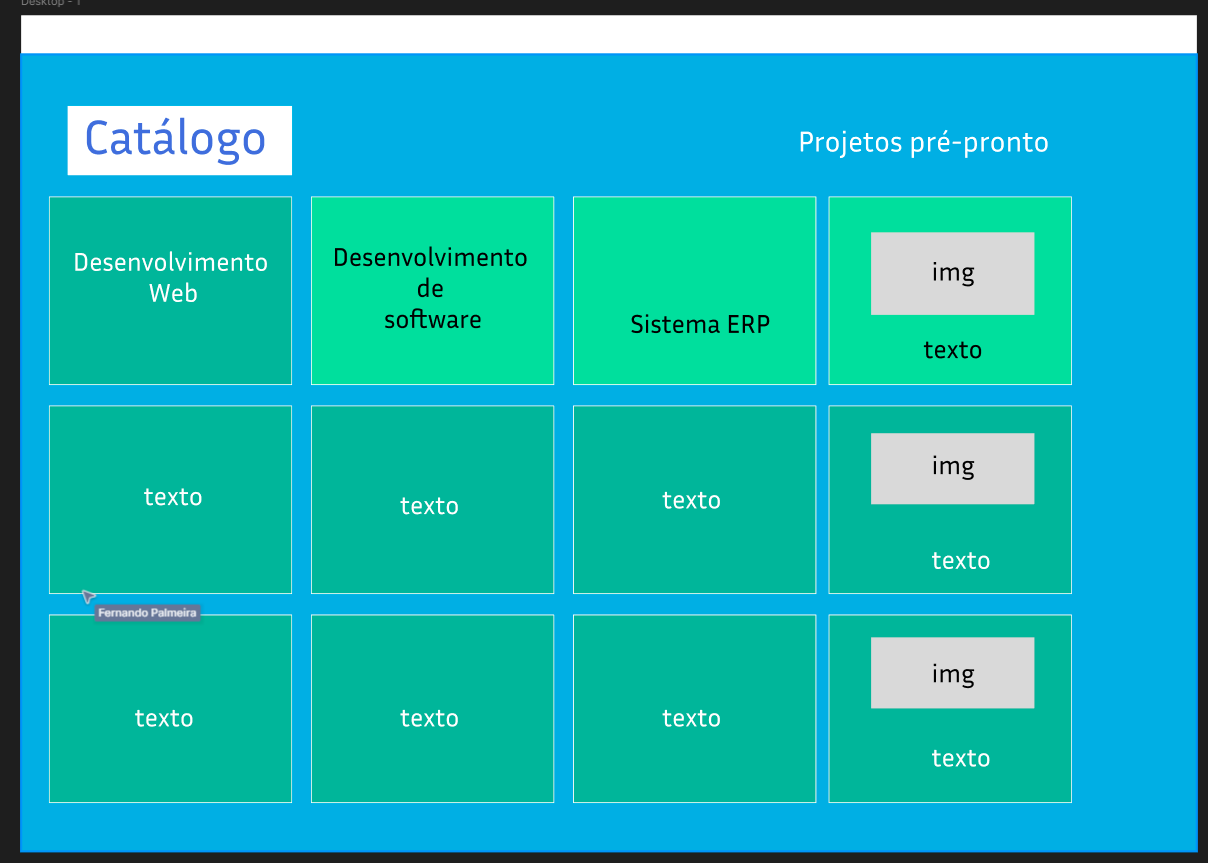 Desktop - 1
Catálogo
Projetos pré-pronto
Desenvolvimento
Web
Desenvolvimento
de
software
Sistema ERP
img
texto
texto
texto
texto
img
texto
Fernando Palmeira
texto
texto
texto
img
texto